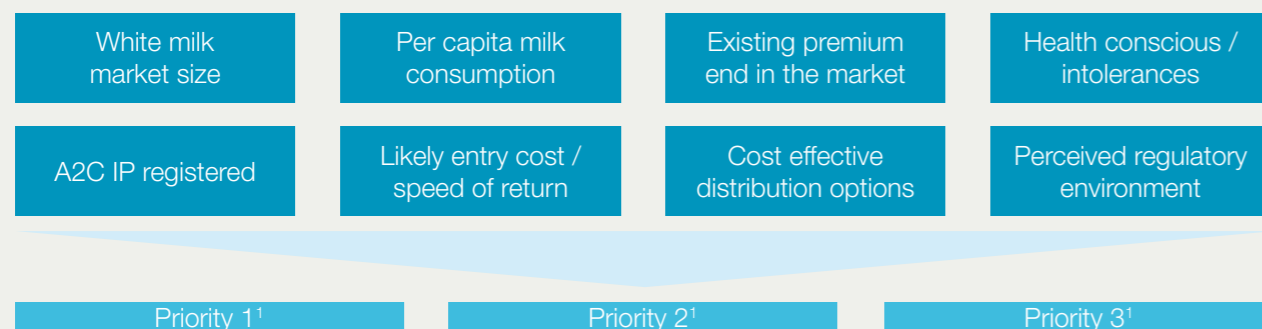 White milk
market size
Per capita milk
consumption
Existing premium
end in the market
Health conscious /
intolerances
A2C IP registered
Likely entry cost /
speed of return
Cost effective
distribution options
Perceived regulatory
environment
Priority 1¹
Priority 2¹
Priority 3¹